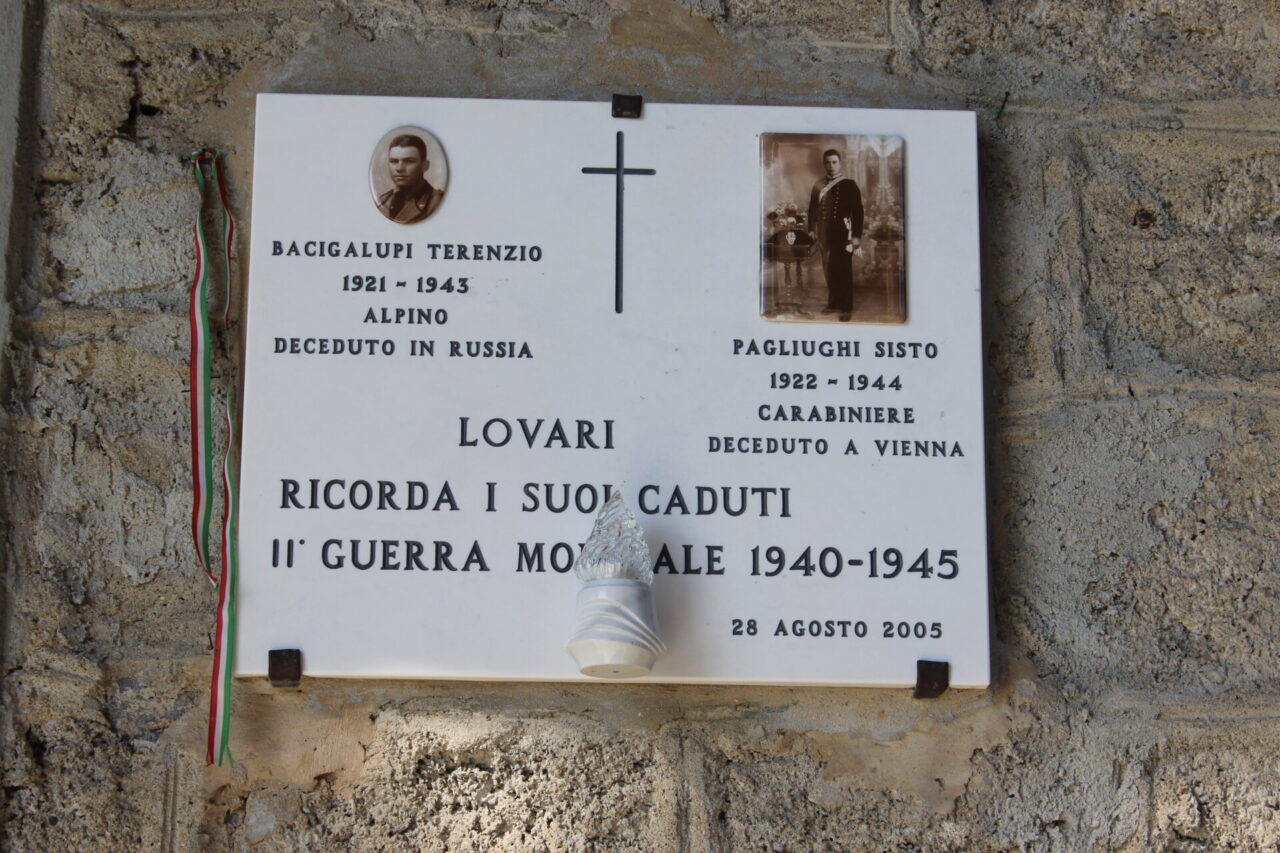 BACIGALUPI TERENZIO
1921 - 1943
ALPINO
DECEDUTO IN RUSSIA
PAGLIUGHI SISTO
1922 - 1944
CARABINIERE
DECEDUTO A VIENNA
LOVARI
RICORDA I SUOI CADUTI
II° GUERRA MONDIALE 1940-1945
28 AGOSTO 2005